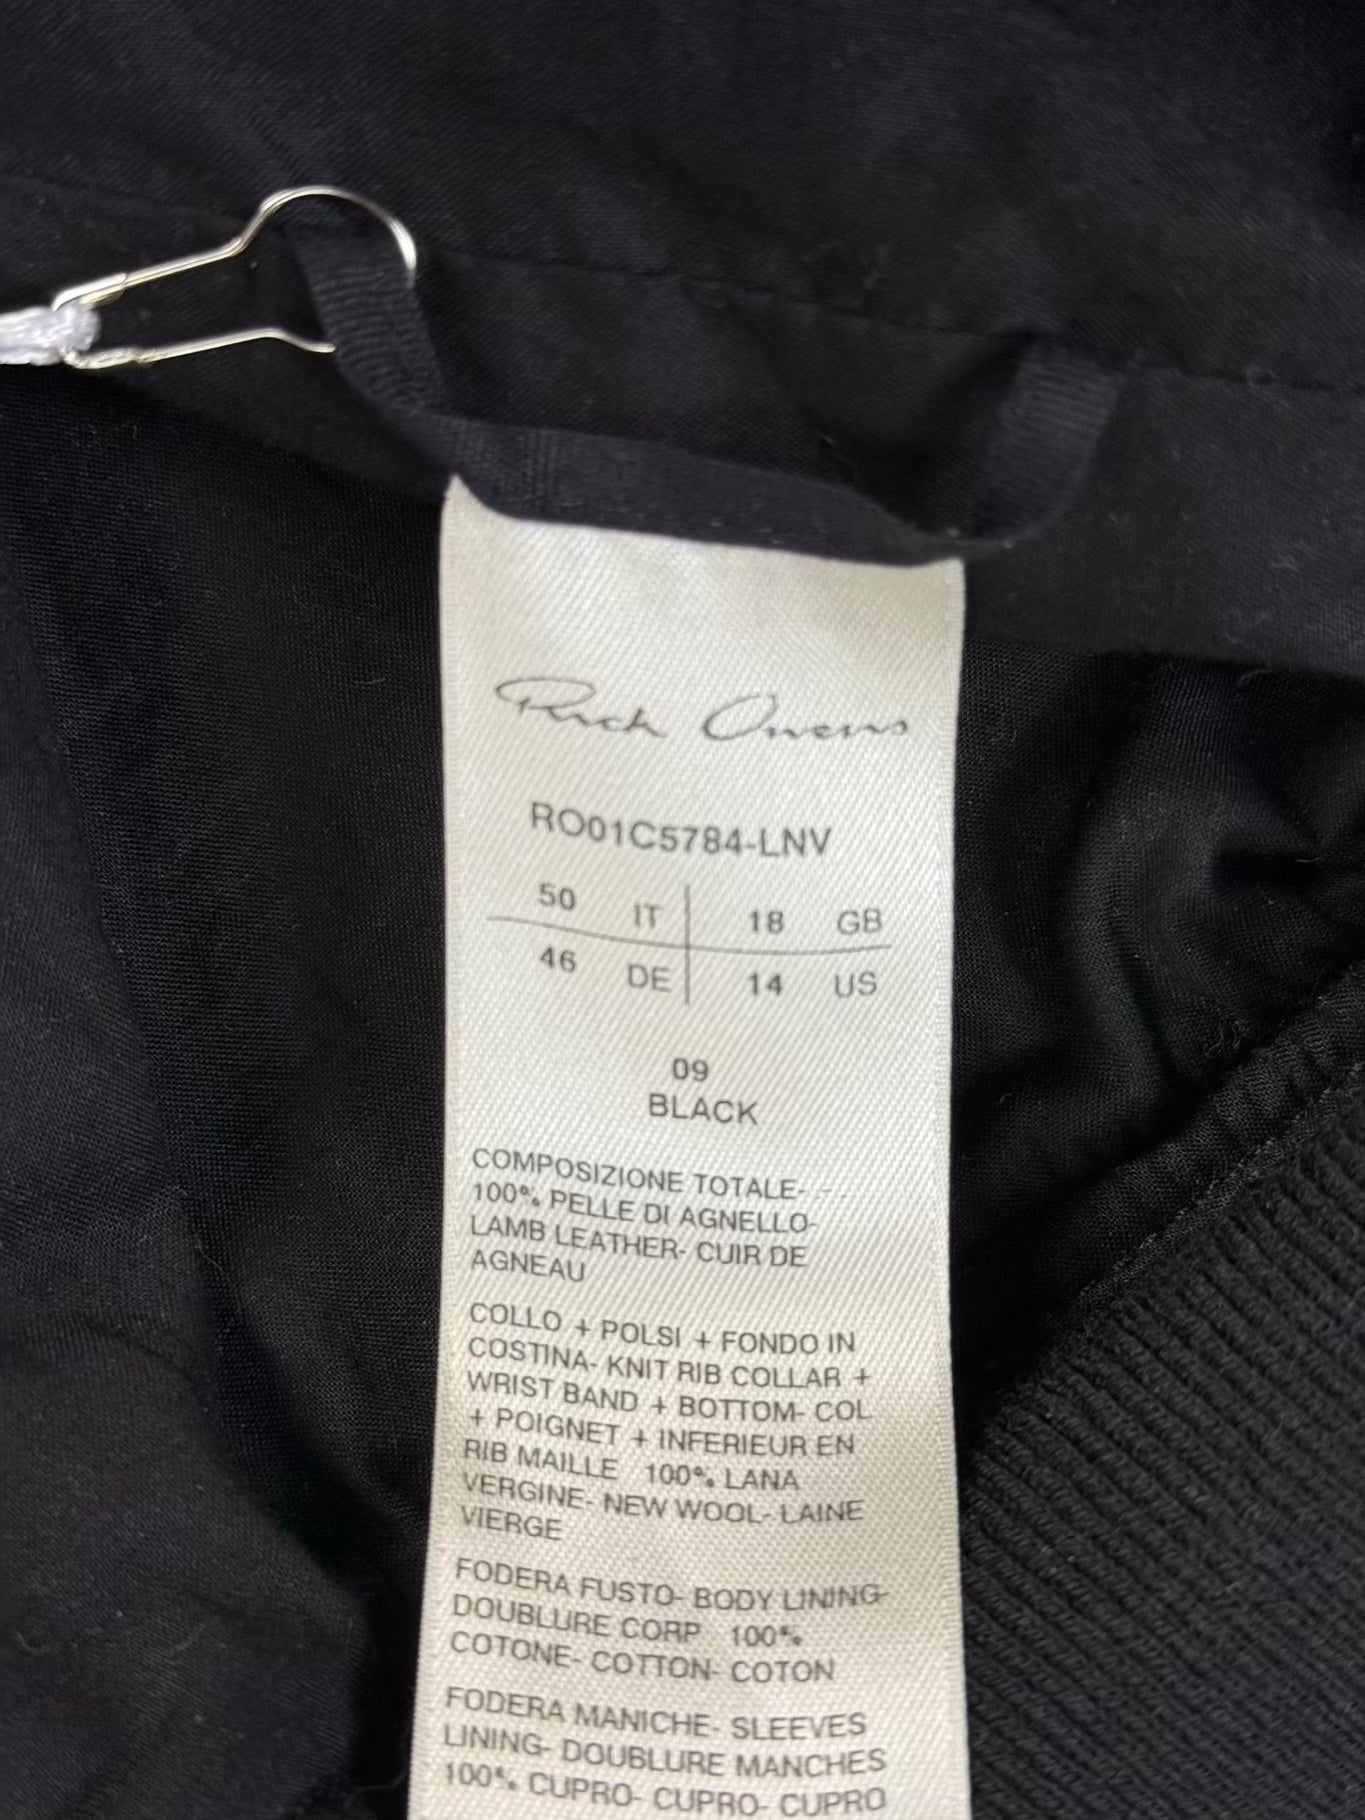 Rick Owens
RO01C5784-LNV
50 IT 18 GB
46 DE 14 US
09
BLACK
COMPOSIZIONE TOTALE-
100% PELLE DI AGNELLO-
LAMB LEATHER- CUIR DE
AGNEAU
COLLO + POLSI + FONDO IN
COSTINA- KNIT RIB COLLAR +
WRIST BAND + BOTTOM- COL
+ POIGNET + INFERIEUR EN
RIB MAILLE 100% LANA
VERGINE- NEW WOOL- LAINE
VIERGE
FODERA FUSTO- BODY LINING-
DOUBLLURE CORP 100%
COTONE- COTTON- COTON
FODERA MANICHE- SLEEVES
LINING- DOUBLLURE MANCHES
100% CUPRO- CUPRO- CUPRO